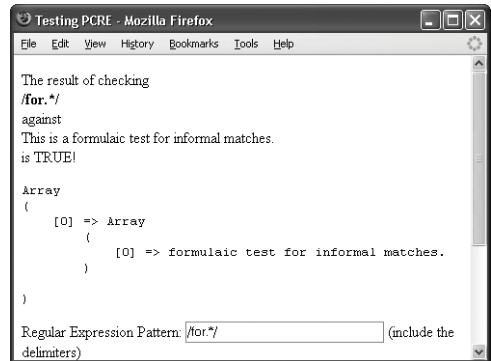 Testing PCRE - Mozilla Firefox
File Edit View History Bookmarks Tools Help
The result of checking
/for.*/
against
This is a formulaic test for informal matches.
is TRUE!
Array
(
[0] => Array
(
[0] => formulaic test for informal matches.
)
)
Regular Expression Pattern: /for.*/ (include the
delimiters)